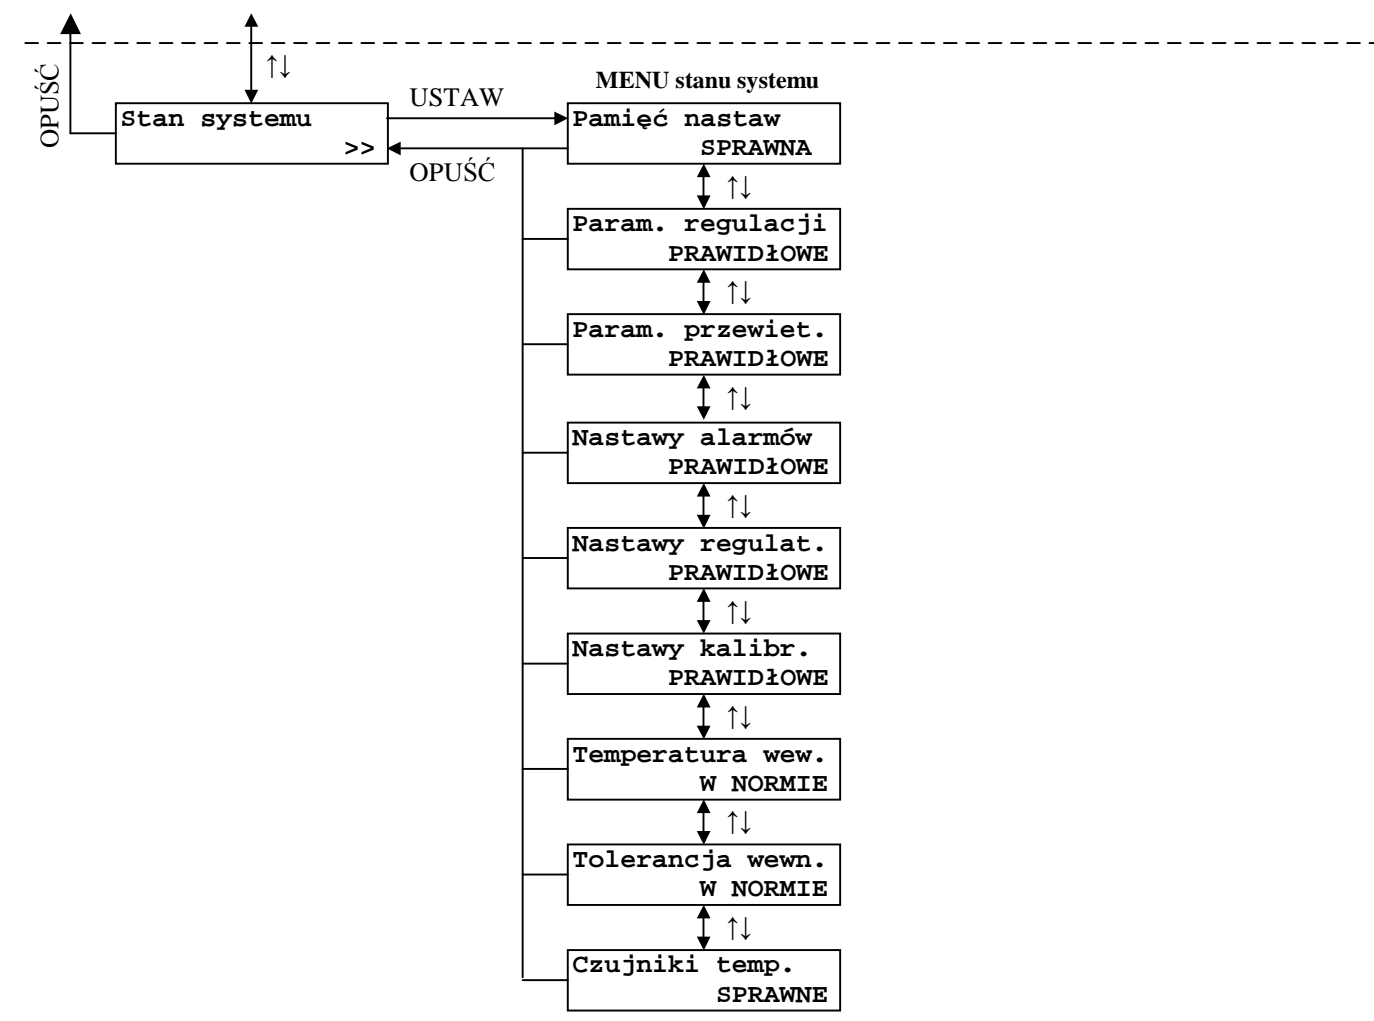 OPUŚĆ
↑↓
MENU stanu systemu
USTAW
Stan systemu
>>
OPUŚĆ
Pamięć nastaw
SPRAWNA
↑↓
Param. regulacji
PRAWIDłOWE
↑↓
Param. przewiet.
PRAWIDłOWE
↑↓
Nastawy alarmów
PRAWIDłOWE
↑↓
Nastawy regulat.
PRAWIDłOWE
↑↓
Nastawy kalibr.
PRAWIDłOWE
↑↓
Temperatura wew.
W NORMIE
↑↓
Tolerancja wewn.
W NORMIE
↑↓
Czujniki temp.
SPRAWNE